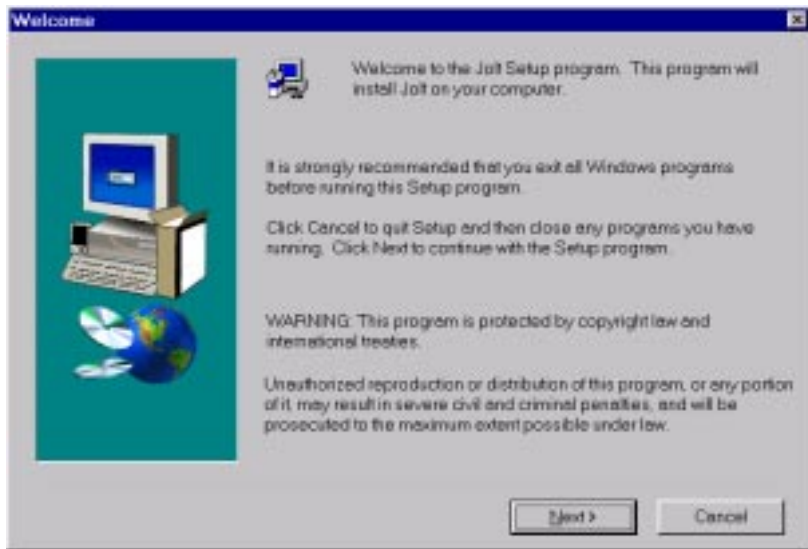 Welcome
Welcome to the Jolt Setup program. This program will
install Jolt on your computer.
It is strongly recommended that you exit all Windows programs
before running this Setup program.
Click Cancel to quit Setup and then close any programs you have
running. Click Next to continue with the Setup program.
WARNING: This program is protected by copyright law and
international treaties.
Unauthorized reproduction or distribution of this program, or any portion
of it, may result in severe civil and criminal penalties, and will be
prosecuted to the maximum extent possible under law.
Next >
Cancel